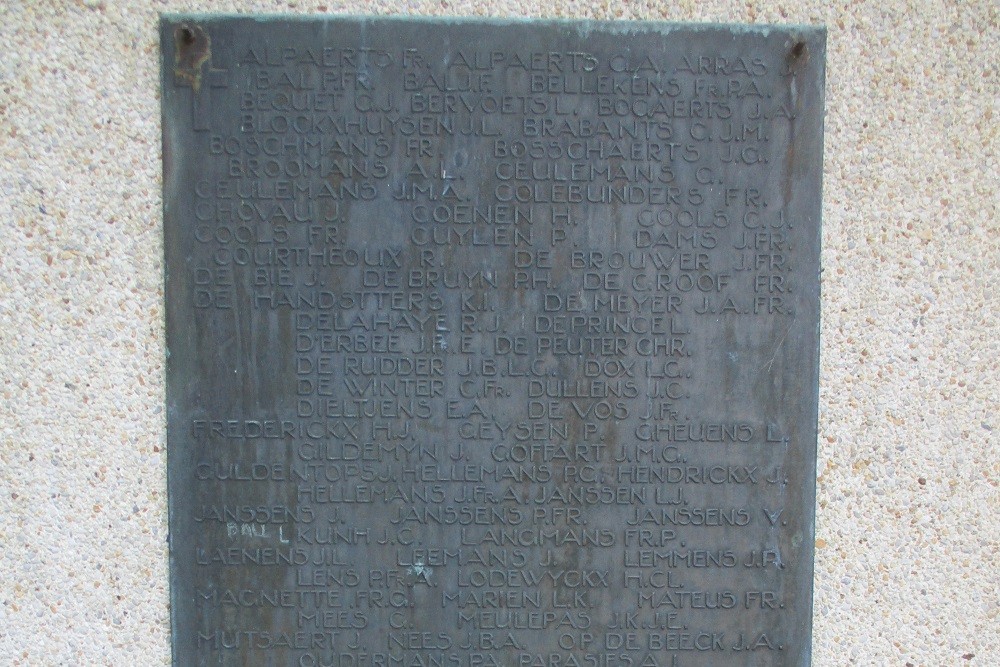 ALPAERTS FR. ALPAERTS C.A. ARRAS
BAL P.FR. BAL J.F. BELLEKENS FR.P.A.
BEQUET C.J. BERVOETS L. BOGAERTS J.A.
BLOCKXHUYSEN J.L. BRABANTS C.J.M.
BOSCHMANS FR. BOSSCHAERTS J.G.
BROOMANS A.L. CEULEMANS C.
CEULEMANS J.M.A. COLEBUNDERS FR.
CHOVAU J. COENEN H. COOLS C.J.
COOLS FR. CUYLEN P. DAMS J.FR.
COURTHEOUX R. DE BROUWER J.FR.
DE BIE J. DE BRUYN P.H. DE CROOF FR.
DE HANDSTTERS K.I. DE MEYER J.A.FR.
DELAHAYE R.J. DEPRINCE L.
D'ERBEE J.FR.E. DE PEUTER CHR.
DE RUDDER J.B.L.G. DOX L.G.
DE WINTER C.FR. DULLENS J.C.
DIELTJENS E.A. DE VOS J.FR.
FREDERICKX H.J. GEYSEN P. GHEUENS L.
GILDEMYN J. GOFFART J.M.G.
GULDENTOPS J. HELLEMANS P.C. HENDRICKX J.
HELLEMANS J.FR.A. JANSSEN L.J.
JANSSENS J. JANSSENS P.FR. JANSSENS V.
KUNH J.C. LANGMANS FR.P.
LAENENS J.L. LEEMANS J. LEMMENS J.P.
LENS P.FR.A. LODEWYCKX H.CL.
MAGNETTE FR.G. MARIEN L.K. MATEUS FR.
MEES C. MEULEPAS J.K.J.E.
MUTSAERT J. NEES J.B.A. OP DE BEECK J.A.
OUDERMANS P.A. PARASIES A.J.